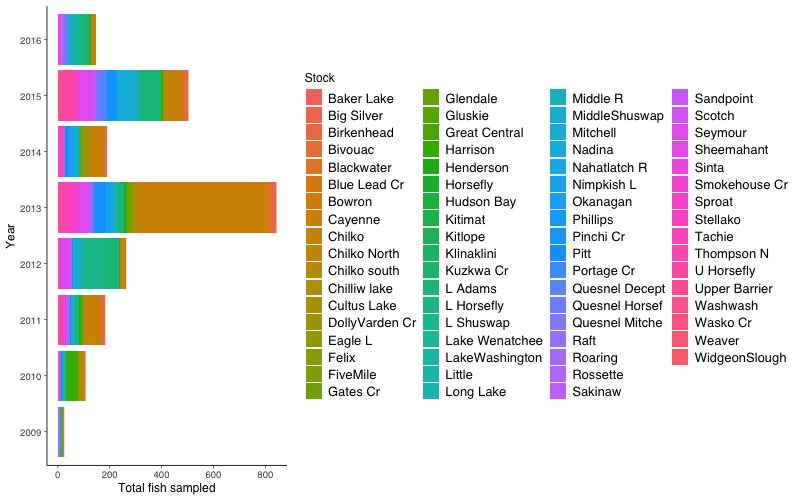 2016
2015
2014
2013
2012
2011
2010
2009
Year
0
200
400
600
800
Total fish sampled
Stock
Baker Lake
Big Silver
Birkenhead
Bivouac
Blackwater
Blue Lead Cr
Bowron
Cayenne
Chilko
Chilko North
Chilko south
Chilliw lake
Cultus Lake
DollyVarden Cr
Eagle L
Felix
FiveMile
Gates Cr
Glendale
Gluskie
Great Central
Harrison
Henderson
Horsefly
Hudson Bay
Kitimat
Kitlope
Klinaklini
Kuzkwa Cr
L Adams
L Horsefly
L Shuswap
Lake Wenatchee
LakeWashington
Little
Long Lake
Middle R
MiddleShuswap
Mitchell
Nadina
Nahatlatch R
Nimpkish L
Okanagan
Phillips
Pinchi Cr
Pitt
Portage Cr
Quesnel Decept
Quesnel Horsef
Quesnel Mitche
Raft
Roaring
Rossette
Sakinaw
Sandpoint
Scotch
Seymour
Sheemahant
Sinta
Smokehouse Cr
Sproat
Stellako
Tachie
Thompson N
U Horsefly
Upper Barrier
Washwash
Wasko Cr
Weaver
WidgeonSlough